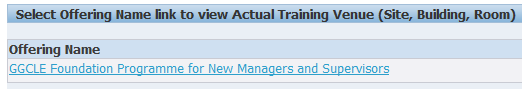 Select Offering Name link to view Actual Training Venue (Site, Building, Room)
Offering Name
GGCLE Foundation Programme for New Managers and Supervisors